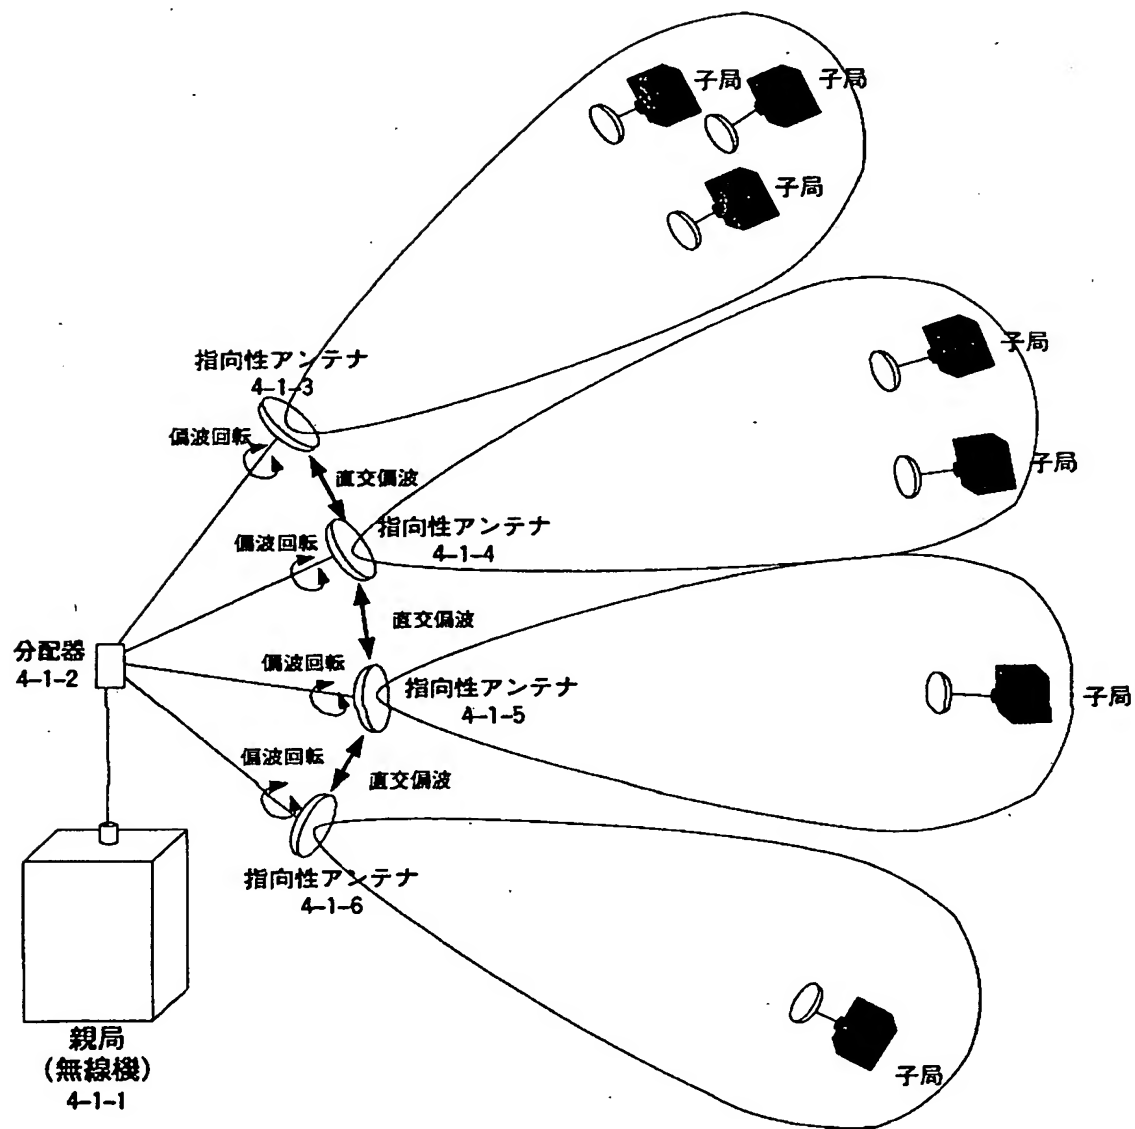 子局
子局
子局
子局
指向性アンテナ
4-1-3
偏波回転
子局
直交偏波
指向性アンテナ
4-1-4
偏波回転
直交偏波
分配器
4-1-2
偏波回転
指向性アンテナ
4-1-5
子局
偏波回転
直交偏波
指向性アンテナ
4-1-6
親局
(無線機)
4-1-1
子局